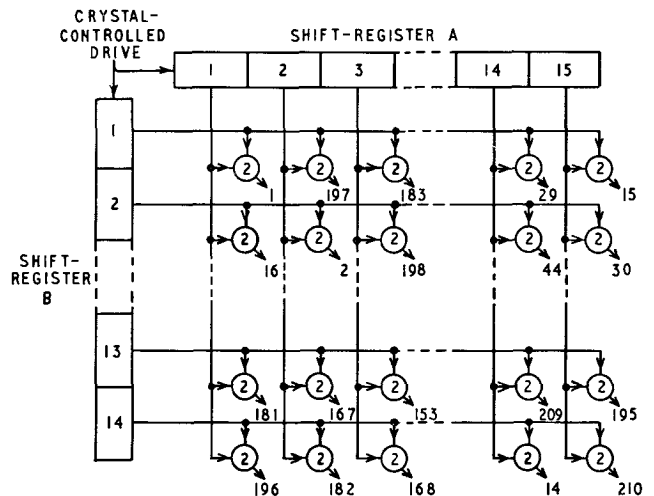 CRYSTAL-
CONTROLLED
DRIVE
SHIFT-REGISTER A
1 2 3 14 15
1
2 2 2 2 2
1 197 183 29 15
2
2 2 2 2 2
16 2 198 44 30
SHIFT-
REGISTER
B
13
2 2 2 2 2
181 167 153 209 195
14
2 2 2 2 2
196 182 168 14 210